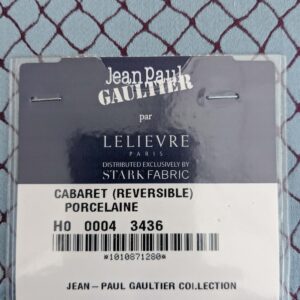 Jean Paul
GAULTIER
par
LELIEVRE
PARIS
DISTRIBUTED EXCLUSIVELY BY
STARK FABRIC
CABARET (REVERSIBLE)
PORCELAINE
H0 0004 3436
*1010871280*
JEAN-PAUL GAULTIER COLLECTION